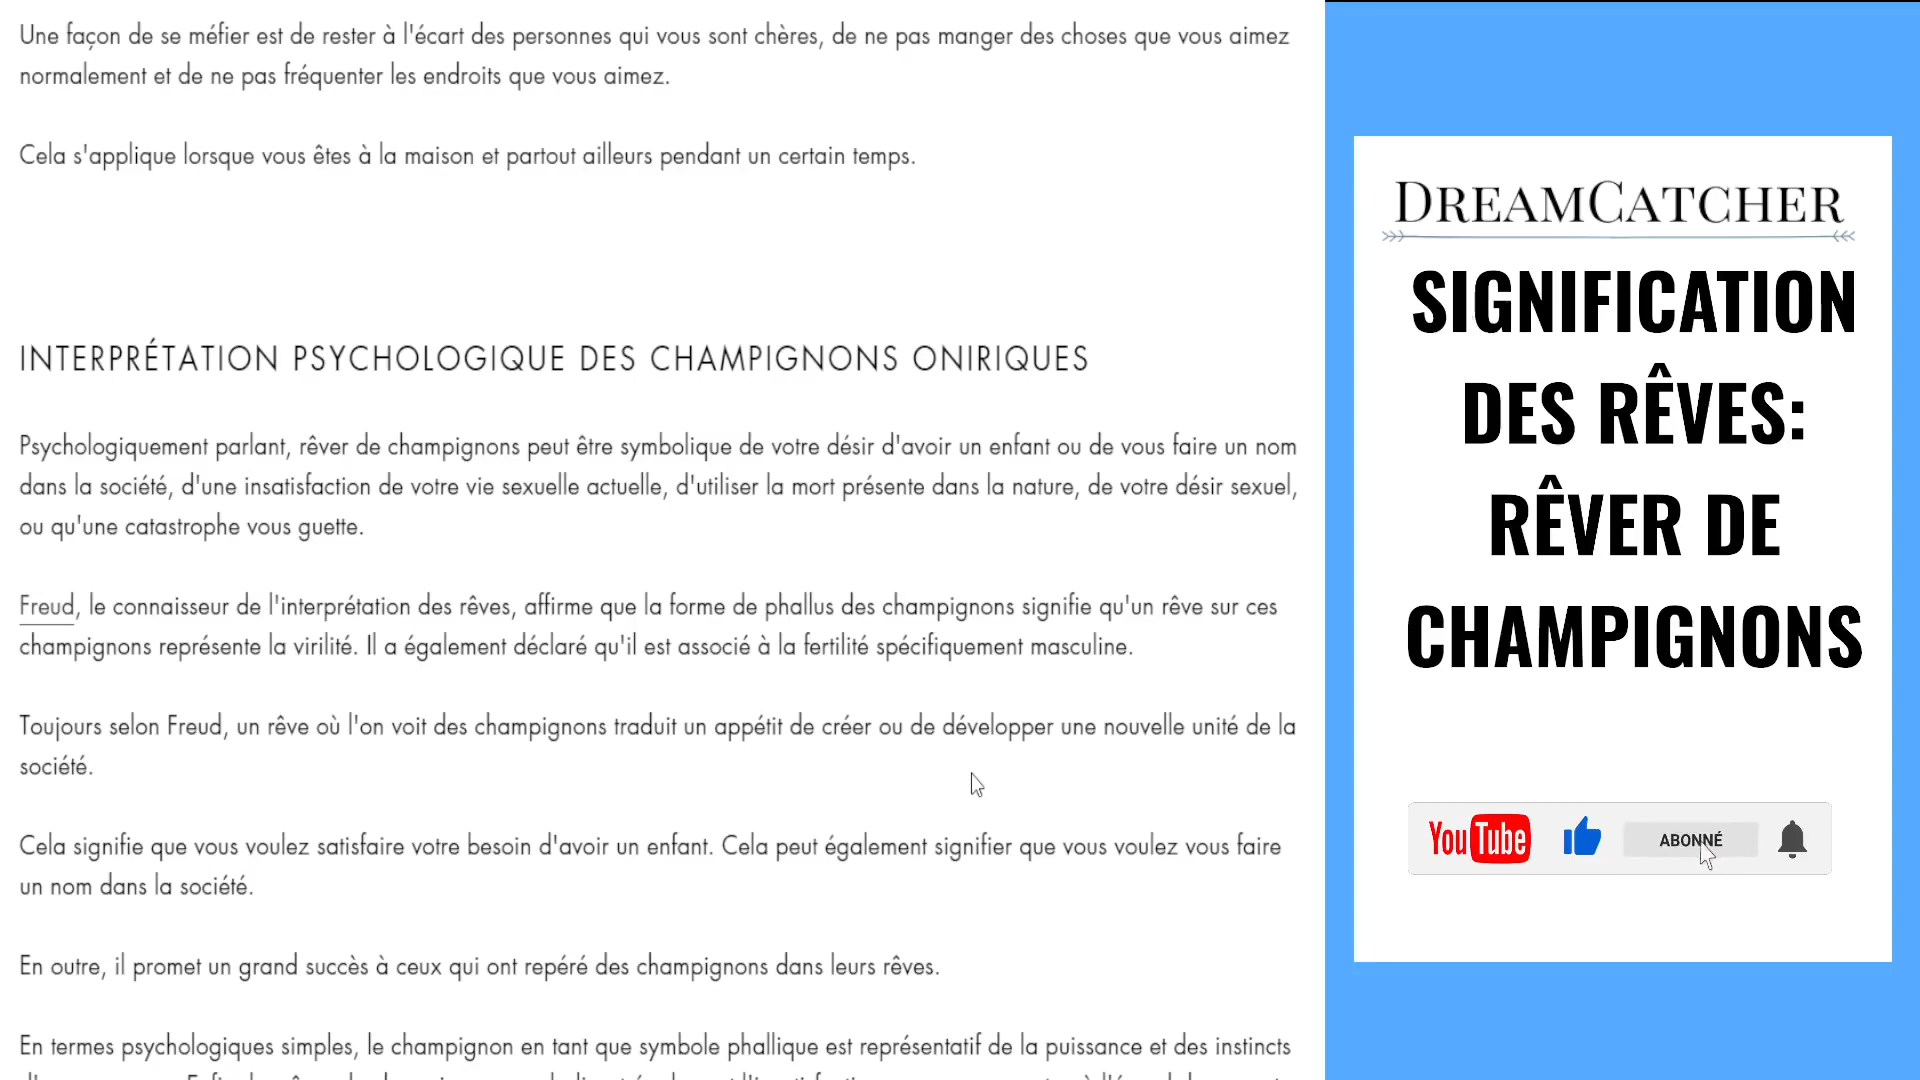 Une façon de se méfier est de rester à l'écart des personnes qui vous sont chères, de ne pas manger des choses que vous aimez
normalement et de ne pas fréquenter les endroits que vous aimez.
Cela s'applique lorsque vous êtes à la maison et partout ailleurs pendant un certain temps.
INTERPRÉTATION PSYCHOLOGIQUE DES CHAMPIGNONS ONIRIQUES
Psychologiquement parlant, rêver de champignons peut être symbolique de votre désir d'avoir un enfant ou de vous faire un nom
dans la société, d'une insatisfaction de votre vie sexuelle actuelle, d'utiliser la mort présente dans la nature, de votre désir sexuel,
ou qu'une catastrophe vous guette.
Freud, le connaisseur de l'interprétation des rêves, affirme que la forme de phallus des champignons signifie qu'un rêve sur ces
champignons représente la virilité. Il a également déclaré qu'il est associé à la fertilité spécifiquement masculine.
Toujours selon Freud, un rêve où l'on voit des champignons traduit un appétit de créer ou de développer une nouvelle unité de la
société.
Cela signifie que vous voulez satisfaire votre besoin d'avoir un enfant. Cela peut également signifier que vous voulez vous faire
un nom dans la société.
En outre, il promet un grand succès à ceux qui ont repéré des champignons dans leurs rêves.
En termes psychologiques simples, le champignon en tant que symbole phallique est représentatif de la puissance et des instincts
DREAMCATCHER
SIGNIFICATION
DES RÊVES:
RÊVER DE
CHAMPIGNONS
YouTube ABONNÉ